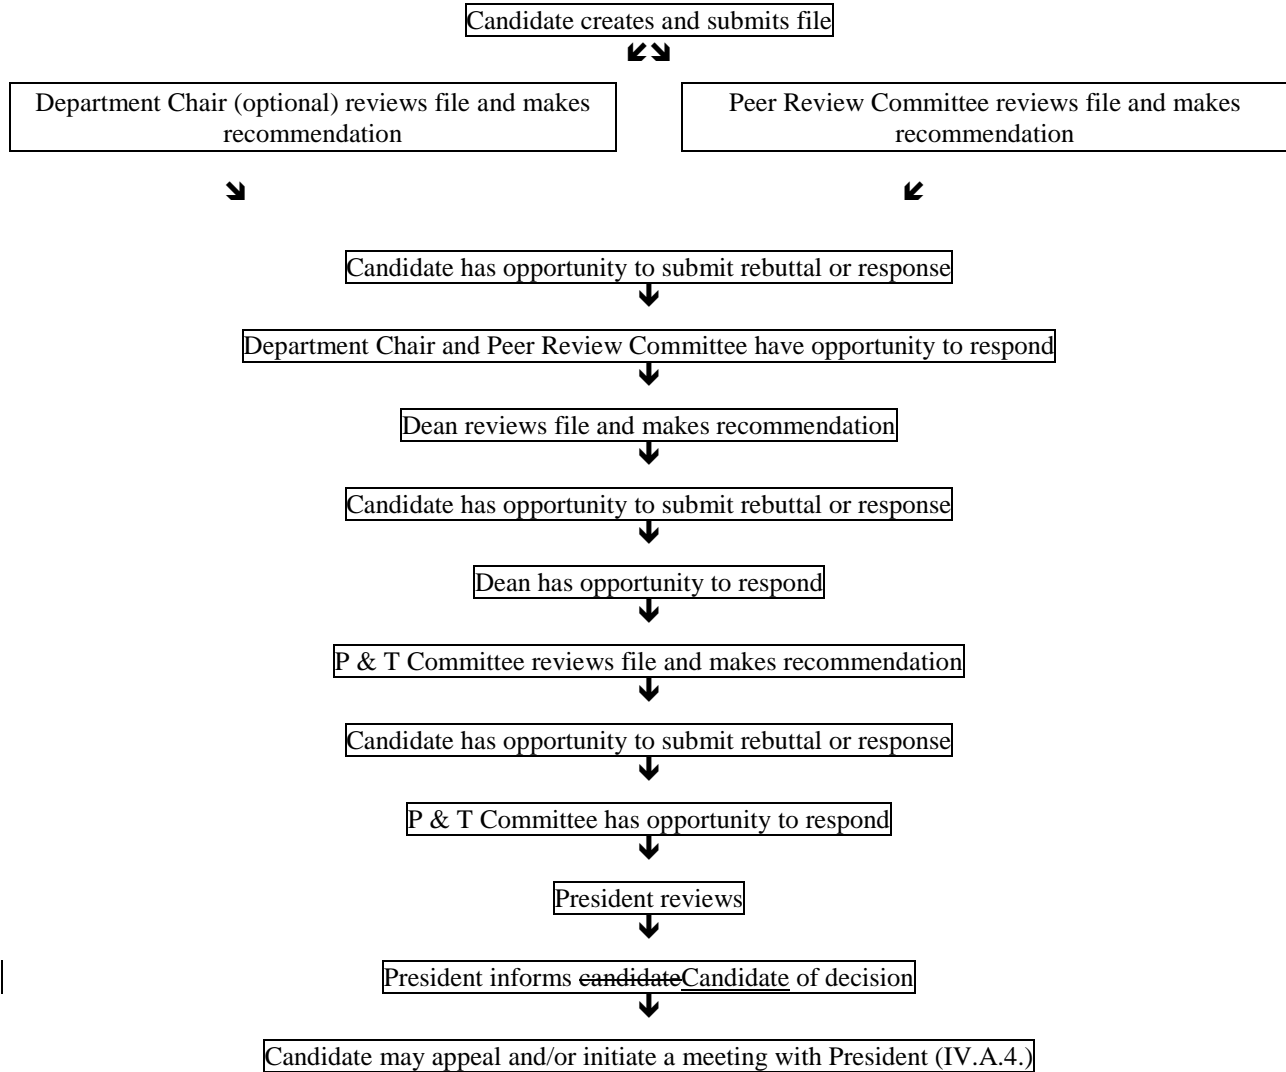 Candidate creates and submits file
Department Chair (optional) reviews file and makes
recommendation
Peer Review Committee reviews file and makes
recommendation
Candidate has opportunity to submit rebuttal or response
Department Chair and Peer Review Committee have opportunity to respond
Dean reviews file and makes recommendation
Candidate has opportunity to submit rebuttal or response
Dean has opportunity to respond
P & T Committee reviews file and makes recommendation
Candidate has opportunity to submit rebuttal or response
P & T Committee has opportunity to respond
President reviews
President informs candidateCandidate of decision
Candidate may appeal and/or initiate a meeting with President (IV.A.4.)